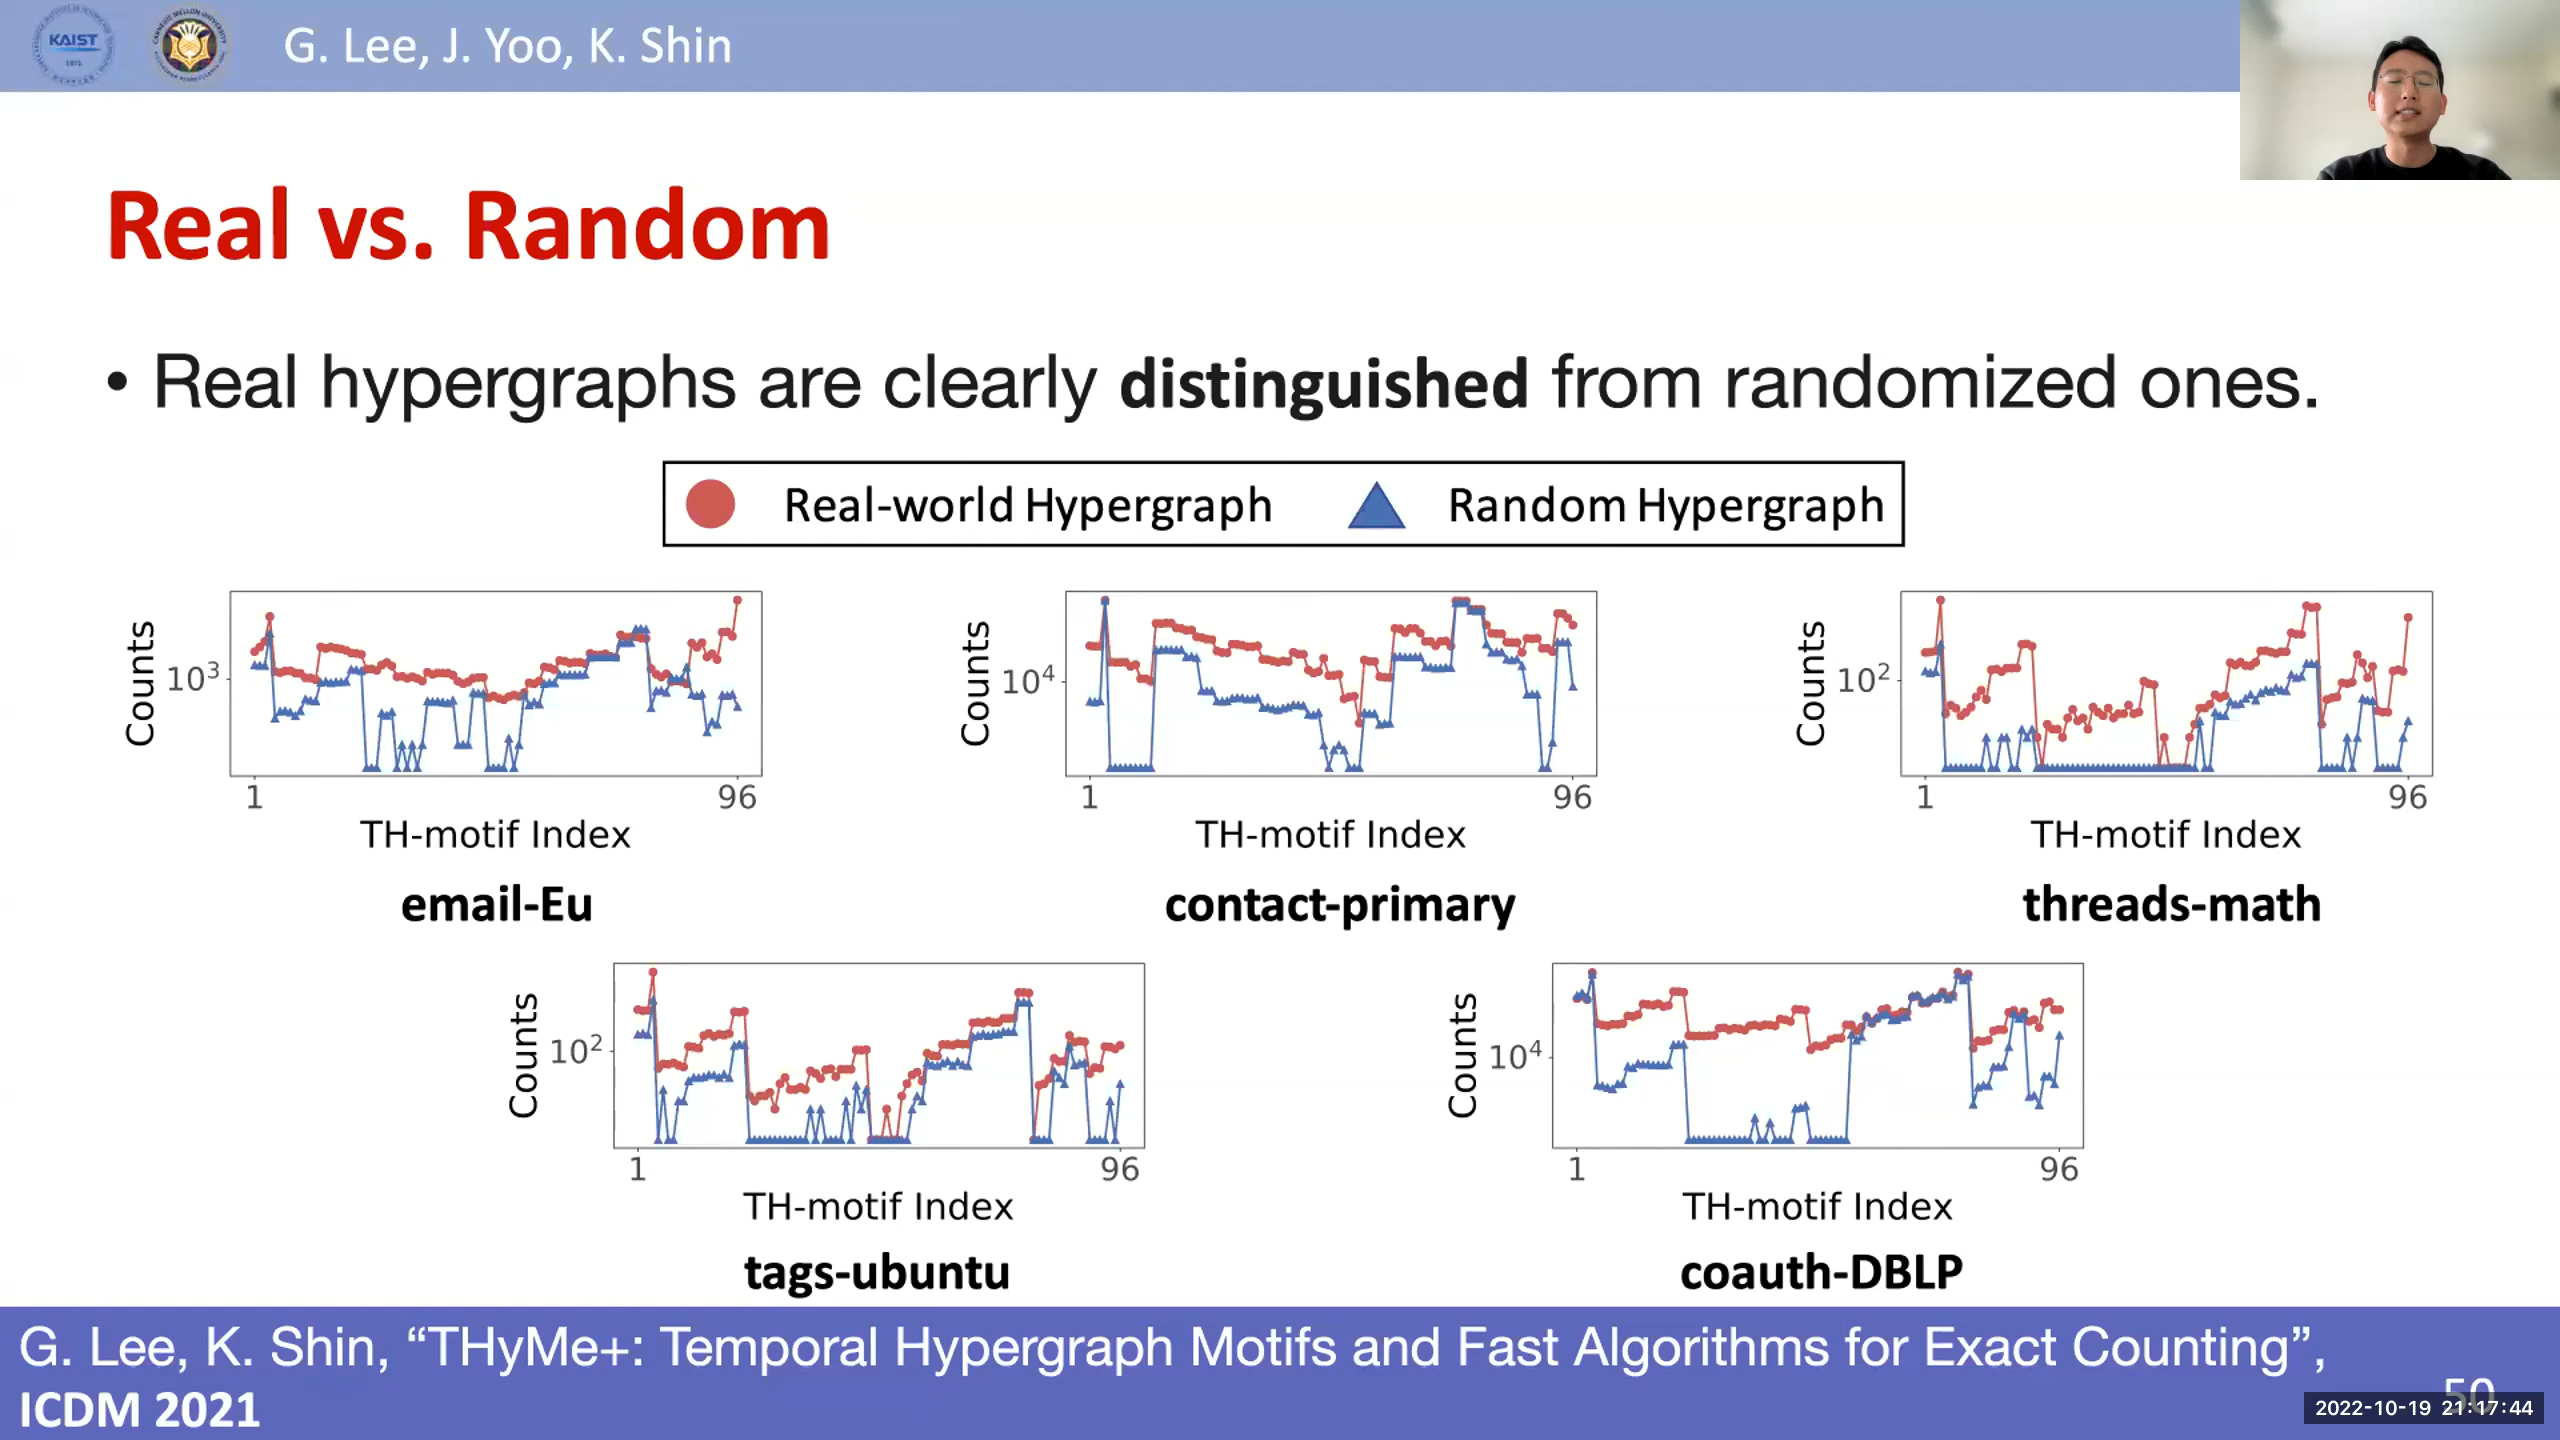 KAIST
G. Lee, J. Yoo, K. Shin
Real vs. Random
• Real hypergraphs are clearly distinguished from randomized ones.
Real-world Hypergraph Random Hypergraph
Counts
10³
1 96
TH-motif Index
email-Eu
Counts
10⁴
1 96
TH-motif Index
contact-primary
Counts
10²
1 96
TH-motif Index
threads-math
Counts
10²
1 96
TH-motif Index
tags-ubuntu
Counts
10⁴
1 96
TH-motif Index
coauth-DBLP
G. Lee, K. Shin, “THyMe+: Temporal Hypergraph Motifs and Fast Algorithms for Exact Counting”,
ICDM 2021
50
2022-10-19 21:17:44